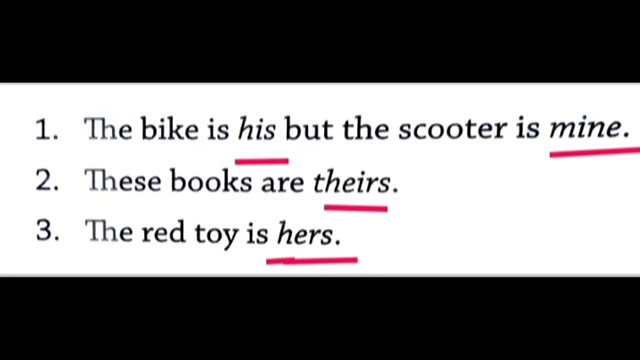 1. The bike is his but the scooter is mine.
2. These books are theirs.
3. The red toy is hers.